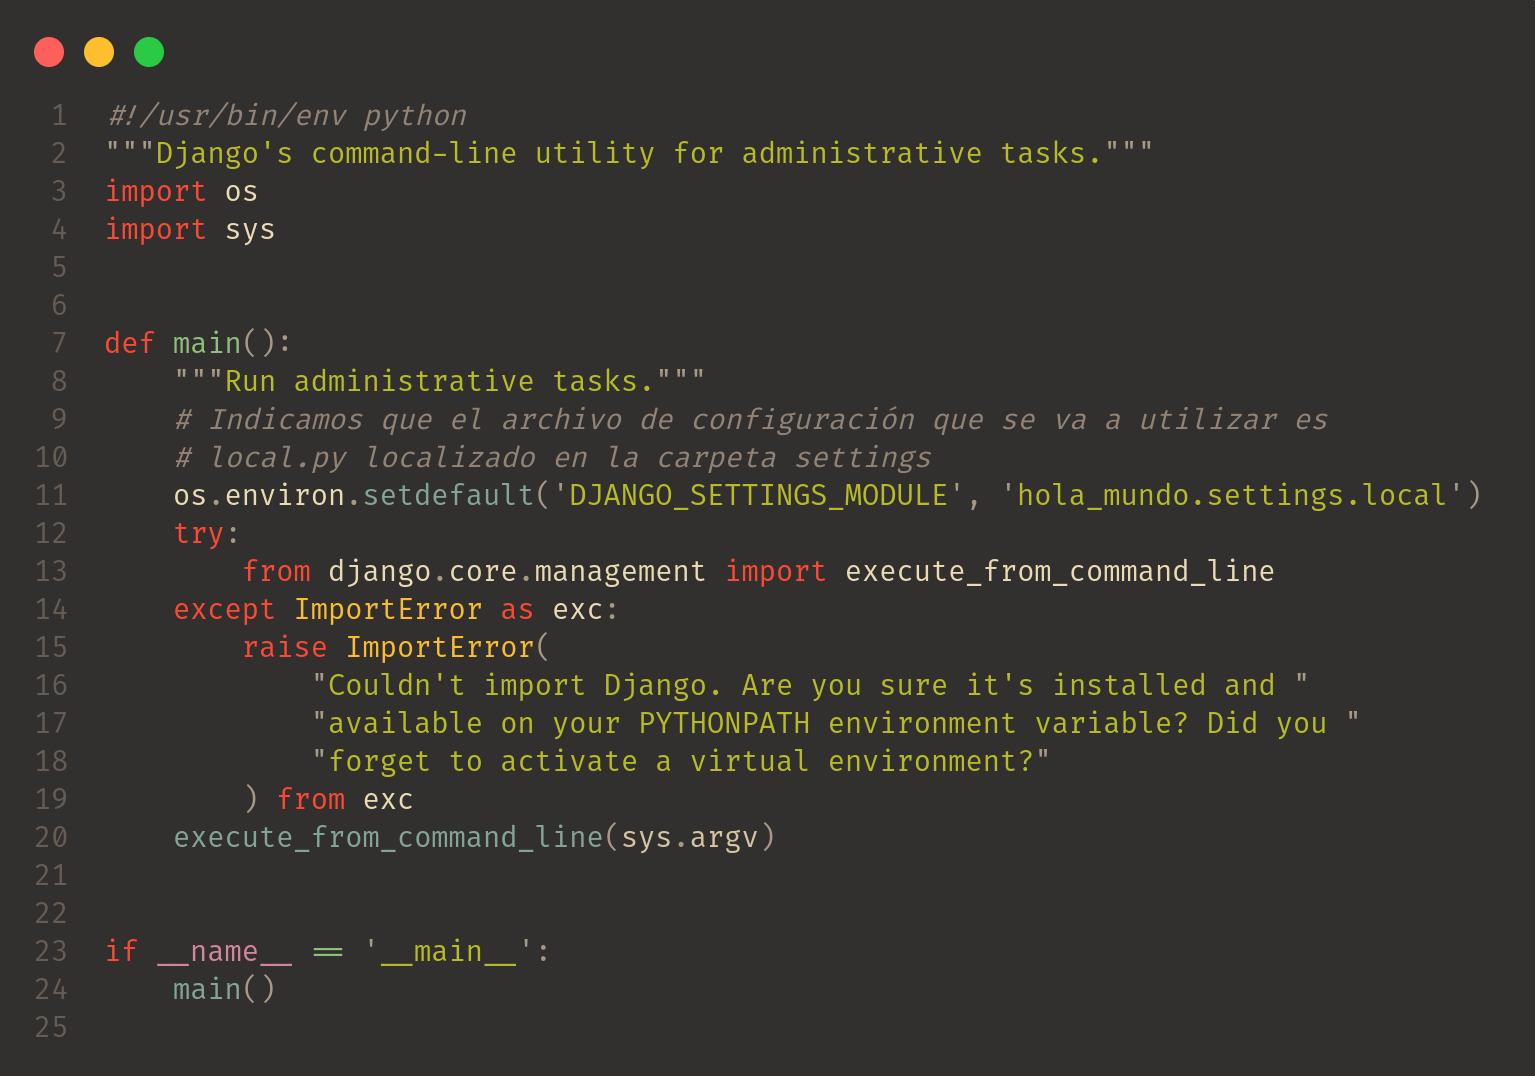 1 #!/usr/bin/env python
2 """Django's command-line utility for administrative tasks."""
3 import os
4 import sys
5
6
7 def main():
8     """Run administrative tasks."""
9     # Indicamos que el archivo de configuración que se va a utilizar es
10     # local.py localizado en la carpeta settings
11     os.environ.setdefault('DJANGO_SETTINGS_MODULE', 'hola_mundo.settings.local')
12     try:
13         from django.core.management import execute_from_command_line
14     except ImportError as exc:
15         raise ImportError(
16             "Couldn't import Django. Are you sure it's installed and "
17             "available on your PYTHONPATH environment variable? Did you "
18             "forget to activate a virtual environment?"
19         ) from exc
20     execute_from_command_line(sys.argv)
21
22
23 if __name__ == '__main__':
24     main()
25